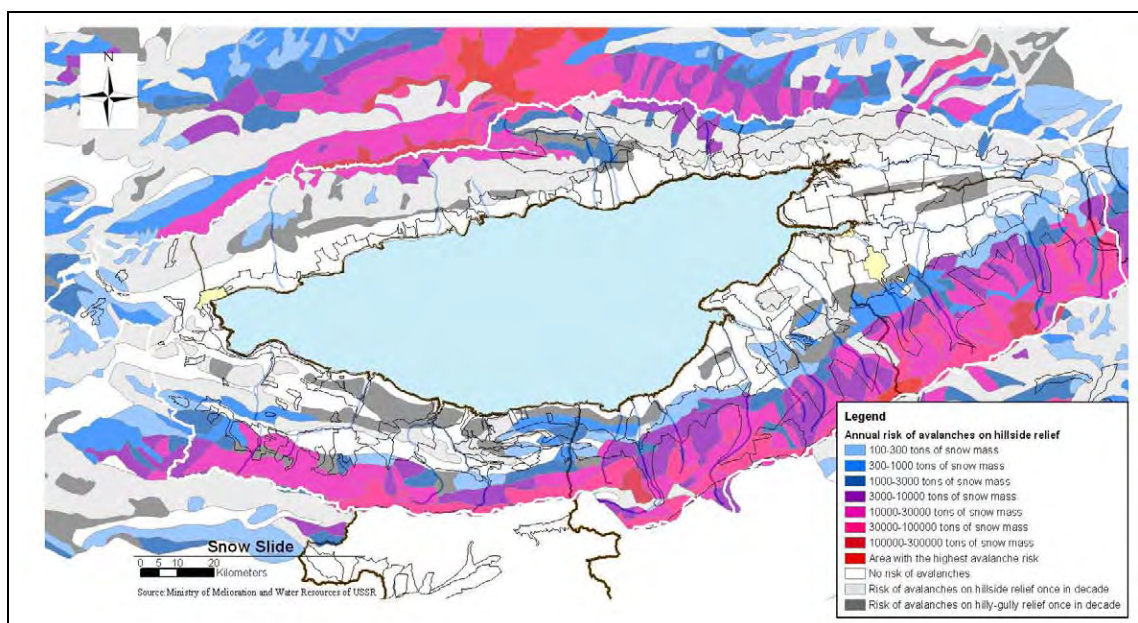 N
Legend
Annual risk of avalanches on hillside relief
100-300 tons of snow mass
300-1000 tons of snow mass
1000-3000 tons of snow mass
3000-10000 tons of snow mass
10000-30000 tons of snow mass
30000-100000 tons of snow mass
100000-300000 tons of snow mass
Area with the highest avalanche risk
No risk of avalanches
Risk of avalanches on hillside relief once in decade
Risk of avalanches on hilly-gully relief once in decade
Snow Slide
0 5 10 20
Kilometers
Source:Ministry of Melioration and Water Resources of USSR